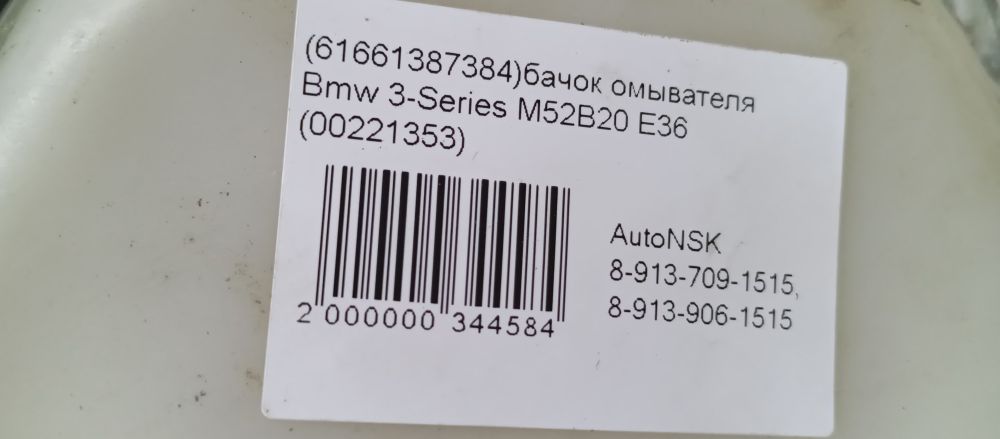 (61661387384)бачок омывателя
Bmw 3-Series M52B20 E36
(00221353)
AutoNSK
8-913-709-1515,
8-913-906-1515
2 000000 344584